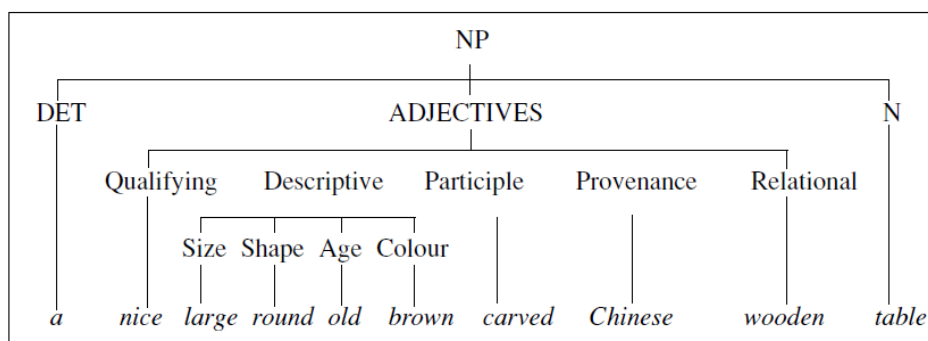 NP
DET ADJECTIVES N
Qualifying Descriptive Participle Provenance Relational
Size Shape Age Colour
a nice large round old brown carved Chinese wooden table